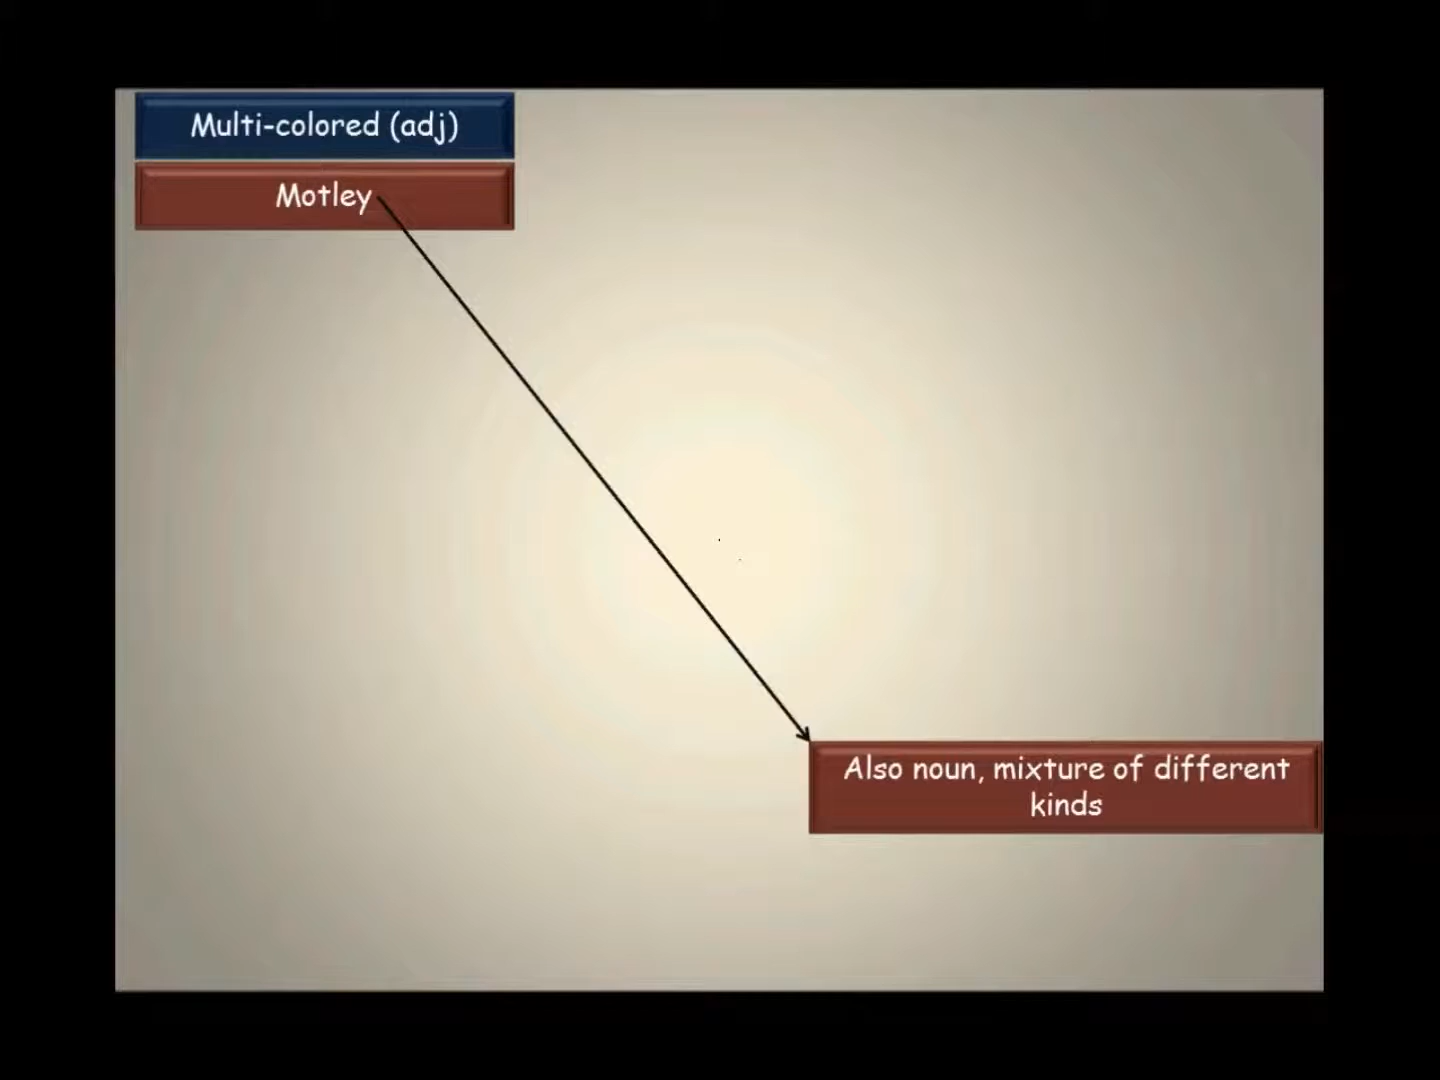 Multi-colored (adj)
Motley
Also noun, mixture of different
kinds